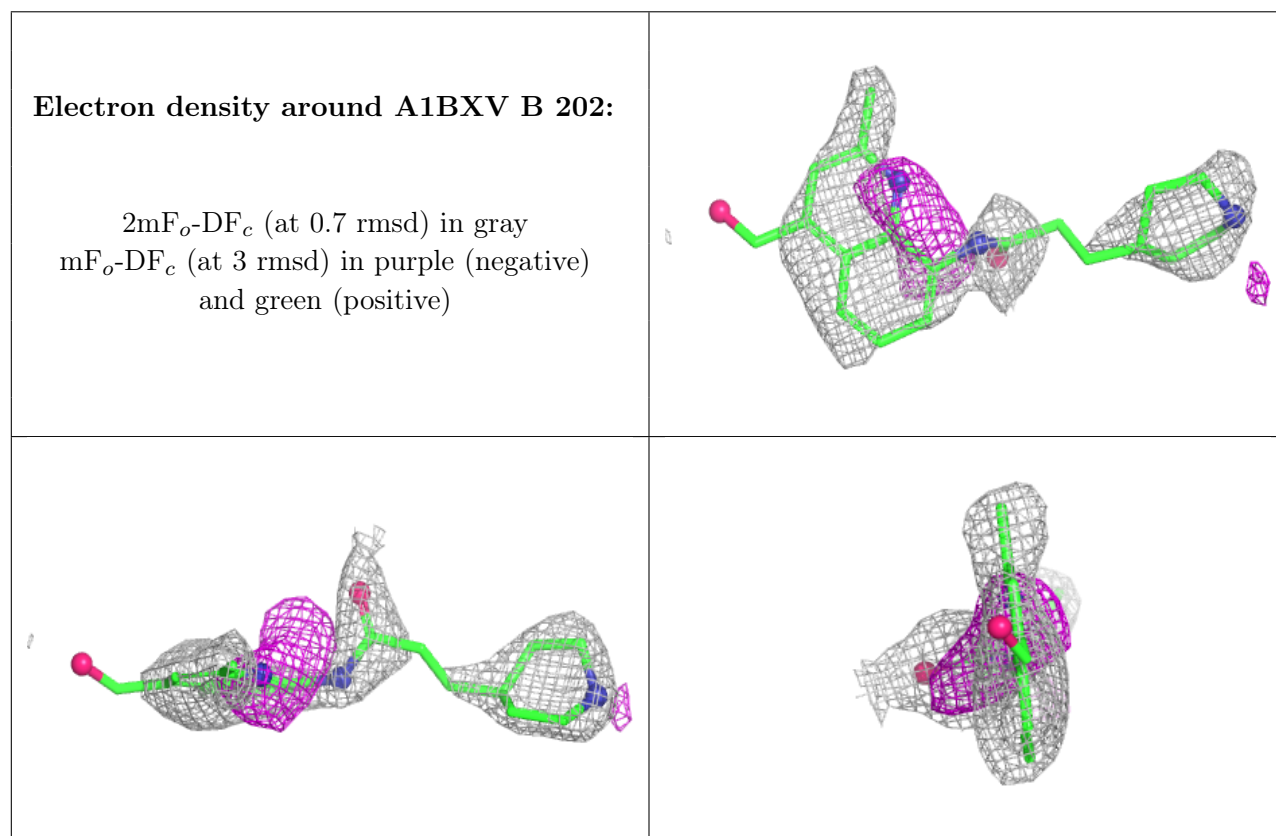 Electron density around A1BXV B 202:
2mFo-DFc (at 0.7 rmsd) in gray
mFo-DFc (at 3 rmsd) in purple (negative)
and green (positive)